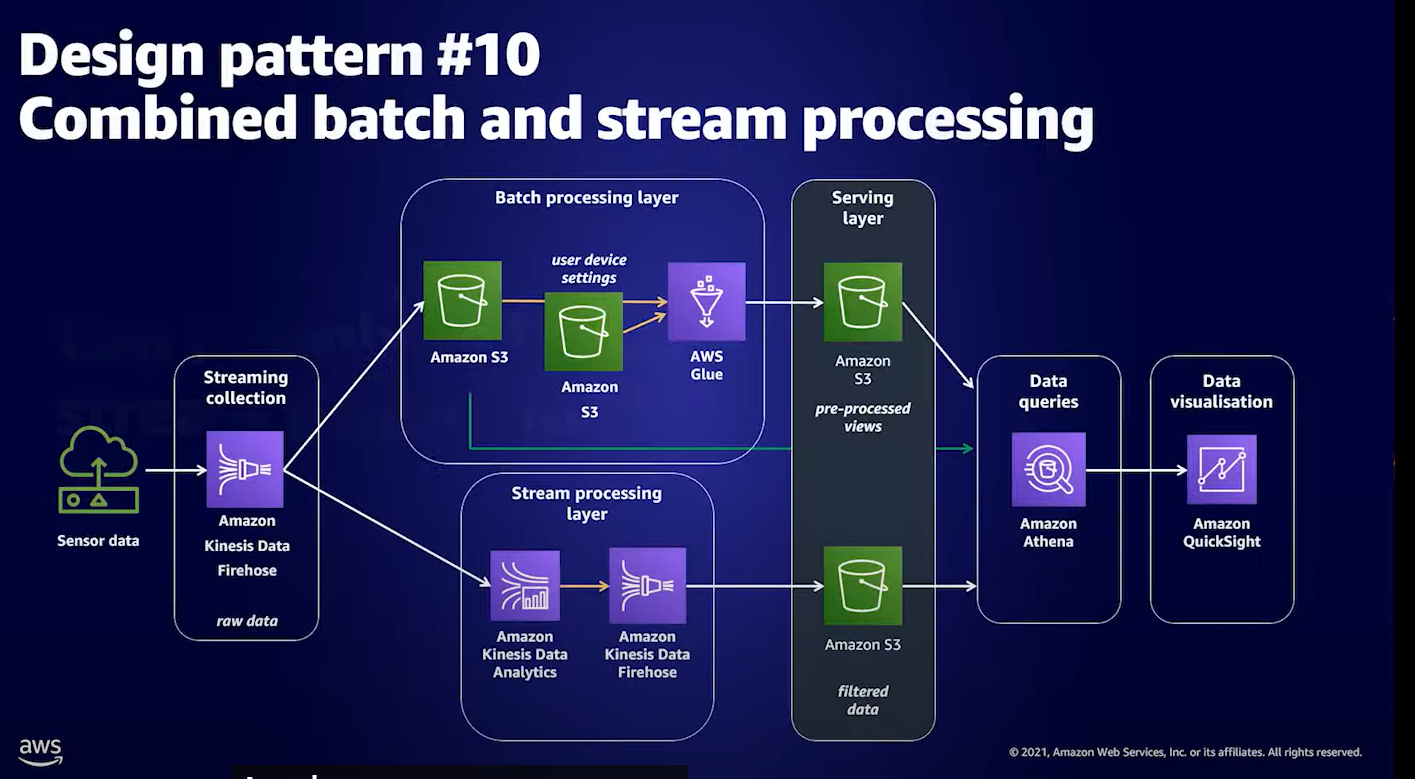 Design pattern #10
Combined batch and stream processing
Batch processing layer
Serving
layer
user device
settings
Amazon S3
Amazon
S3
AWS
Glue
Amazon
S3
pre-processed
views
Streaming
collection
Data
queries
Data
visualisation
Sensor data
Amazon
Kinesis Data
Firehose
raw data
Stream processing
layer
Amazon
Athena
Amazon
QuickSight
Amazon
Kinesis Data
Analytics
Amazon
Kinesis Data
Firehose
Amazon S3
filtered
data
aws
© 2021, Amazon Web Services, Inc. or its affiliates. All rights reserved.